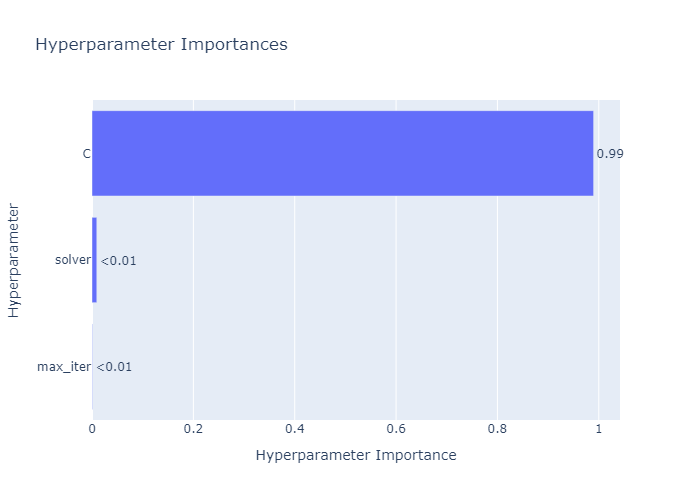 Hyperparameter Importances
Hyperparameter
C
0.99
solver
<0.01
max_iter
<0.01
0 0.2 0.4 0.6 0.8 1
Hyperparameter Importance